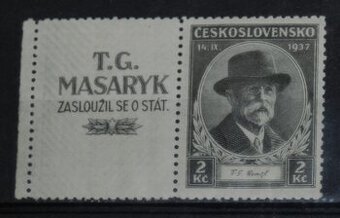 T.G.
MASARYK
ZASLOUŽIL SE O STÁT.
ČESKOSLOVENSKO
14. IX. 1937
2 Kč
2 Kč